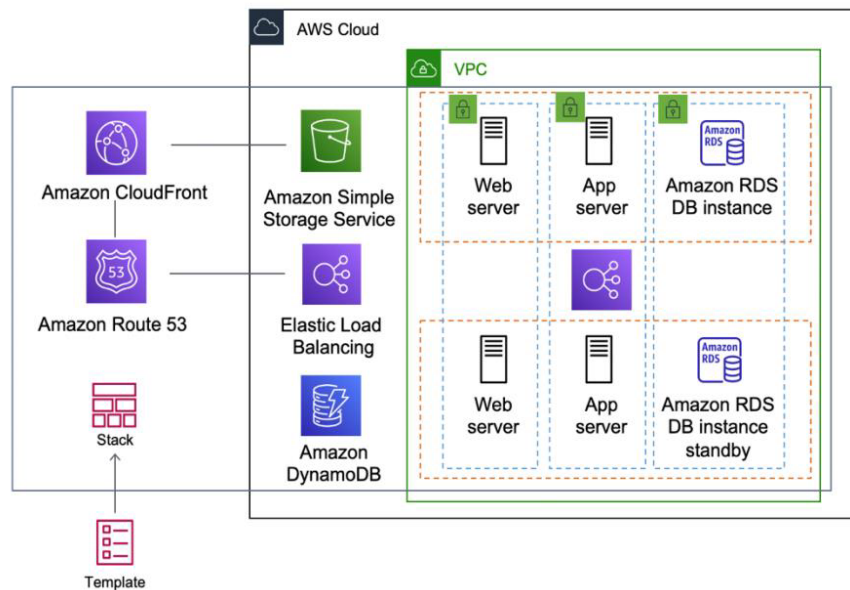 AWS Cloud
VPC
Amazon CloudFront
Amazon Simple
Storage Service
Web
server
App
server
Amazon
RDS
Amazon RDS
DB instance
53
Amazon Route 53
Elastic Load
Balancing
Stack
Amazon
DynamoDB
Web
server
App
server
Amazon
RDS
Amazon RDS
DB instance
standby
Template